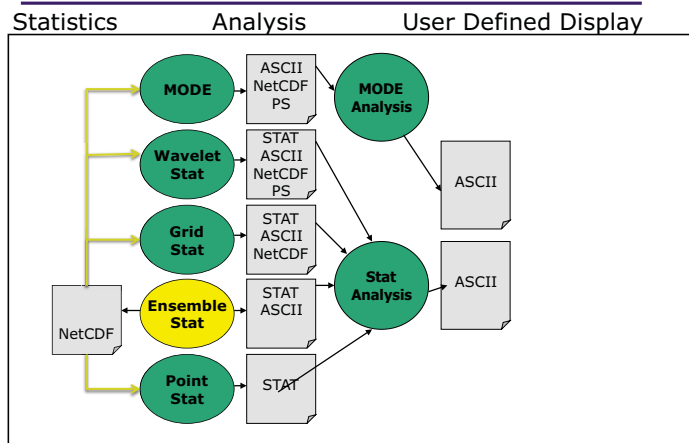 Statistics Analysis User Defined Display
MODE
ASCII
NetCDF
PS
MODE
Analysis
Wavelet
Stat
STAT
ASCII
NetCDF
PS
ASCII
Grid
Stat
STAT
ASCII
NetCDF
Stat
Analysis
ASCII
NetCDF
Ensemble
Stat
STAT
ASCII
Point
Stat
STAT